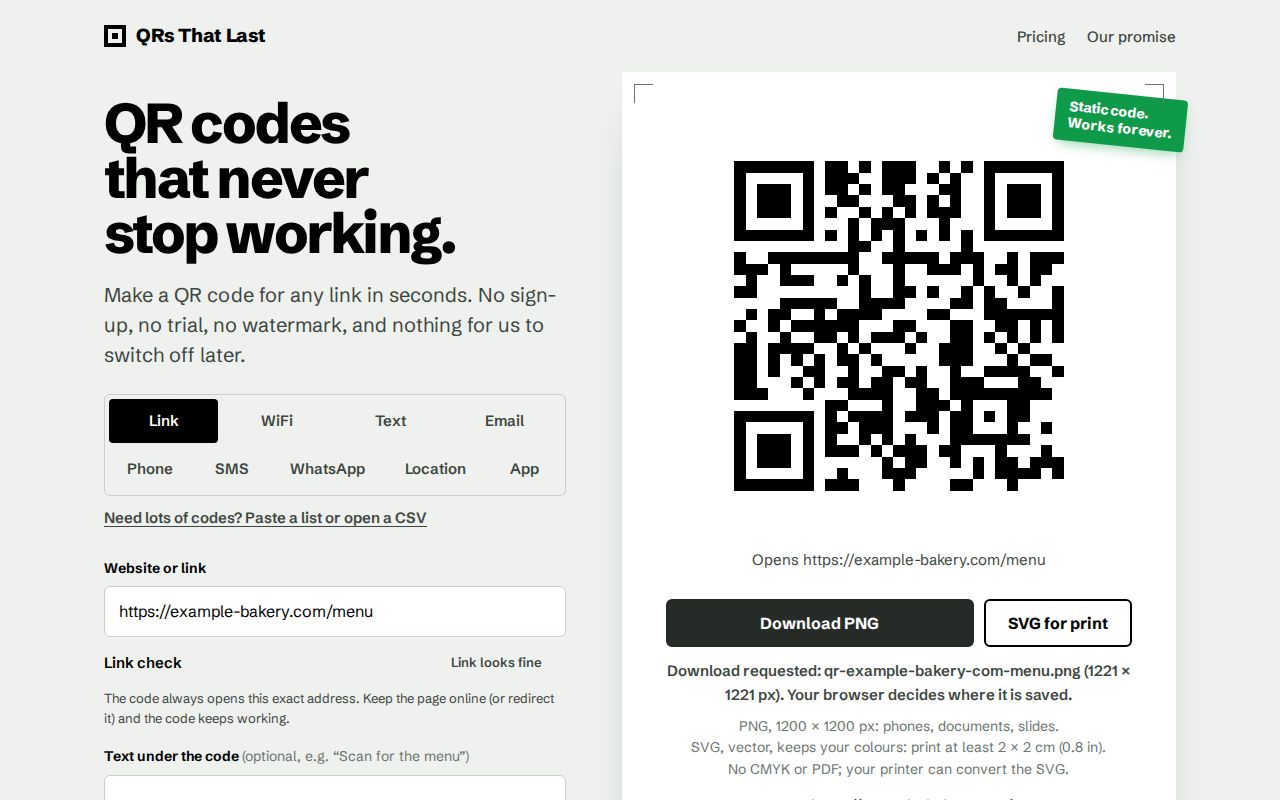 QRs That Last
Pricing
Our promise
QR codes
that never
stop working.
Make a QR code for any link in seconds. No sign-
up, no trial, no watermark, and nothing for us to
switch off later.
Link
WiFi
Text
Email
Phone
SMS
WhatsApp
Location
App
Need lots of codes? Paste a list or open a CSV
Website or link
https://example-bakery.com/menu
Link check
Link looks fine
The code always opens this exact address. Keep the page online (or redirect
it) and the code keeps working.
Text under the code (optional, e.g. “Scan for the menu”)
Static code.
Works forever.
Opens https://example-bakery.com/menu
Download PNG
SVG for print
Download requested: qr-example-bakery-com-menu.png (1221 ×
1221 px). Your browser decides where it is saved.
PNG, 1200 × 1200 px: phones, documents, slides.
SVG, vector, keeps your colours: print at least 2 × 2 cm (0.8 in).
No CMYK or PDF; your printer can convert the SVG.